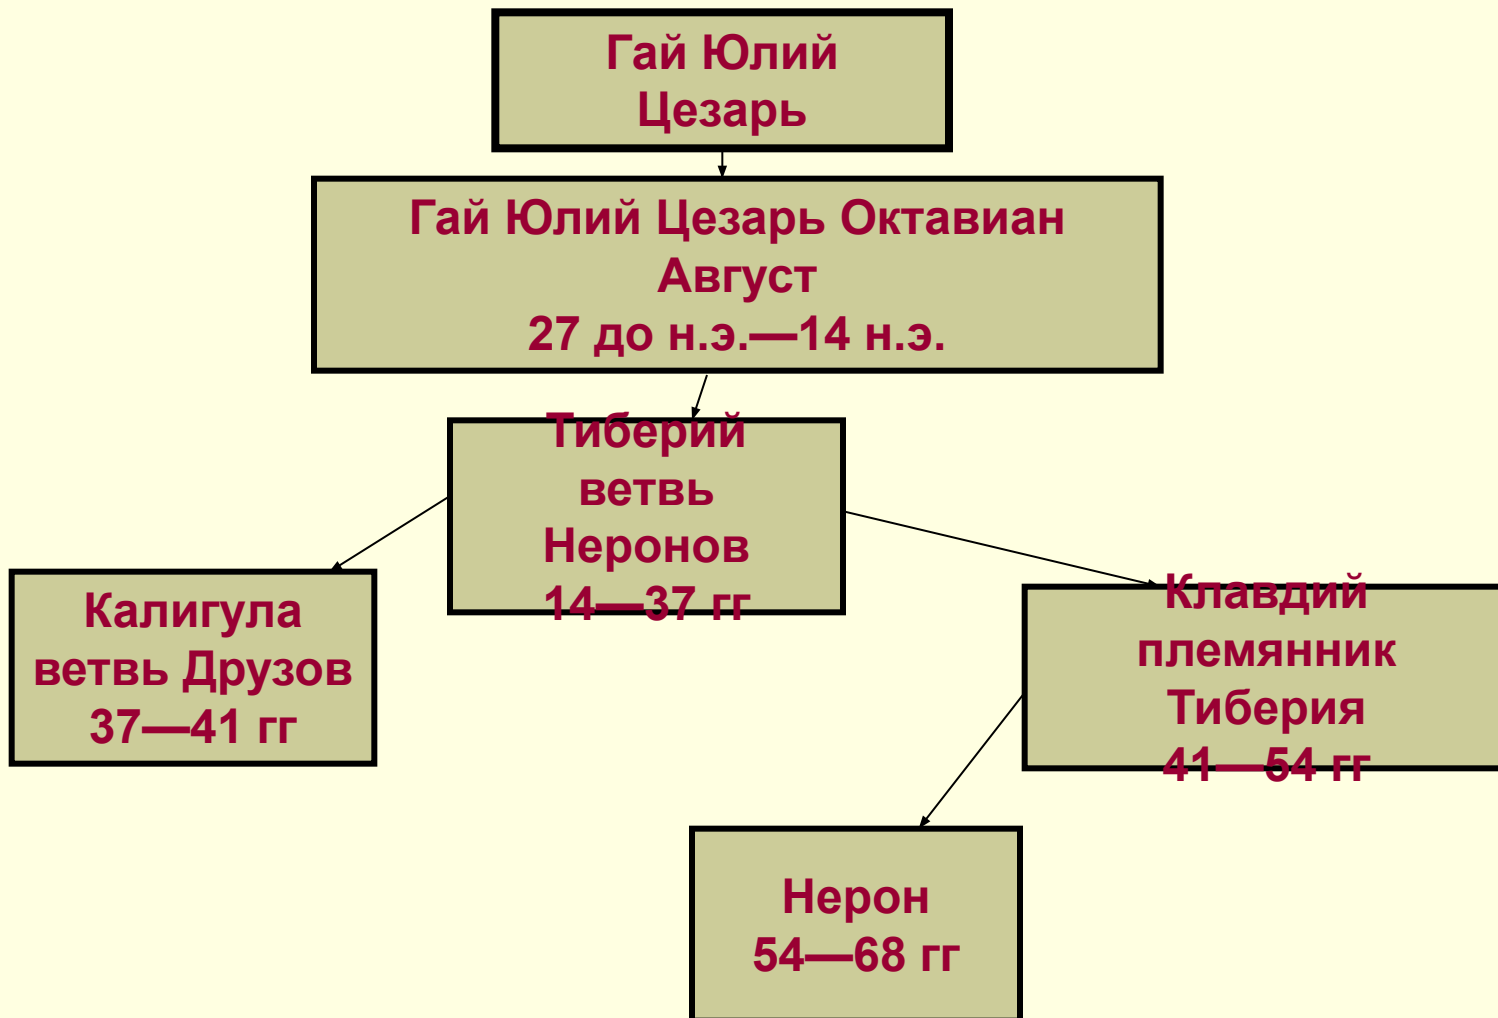 Гай Юлий
Цезарь
Гай Юлий Цезарь Октавиан
Август
27 до н.э.—14 н.э.
Тиберий
ветвь
Неронов
14—37 гг
Калигула
ветвь Друзов
37—41 гг
Клавдий
племянник
Тиберия
41—54 гг
Нерон
54—68 гг